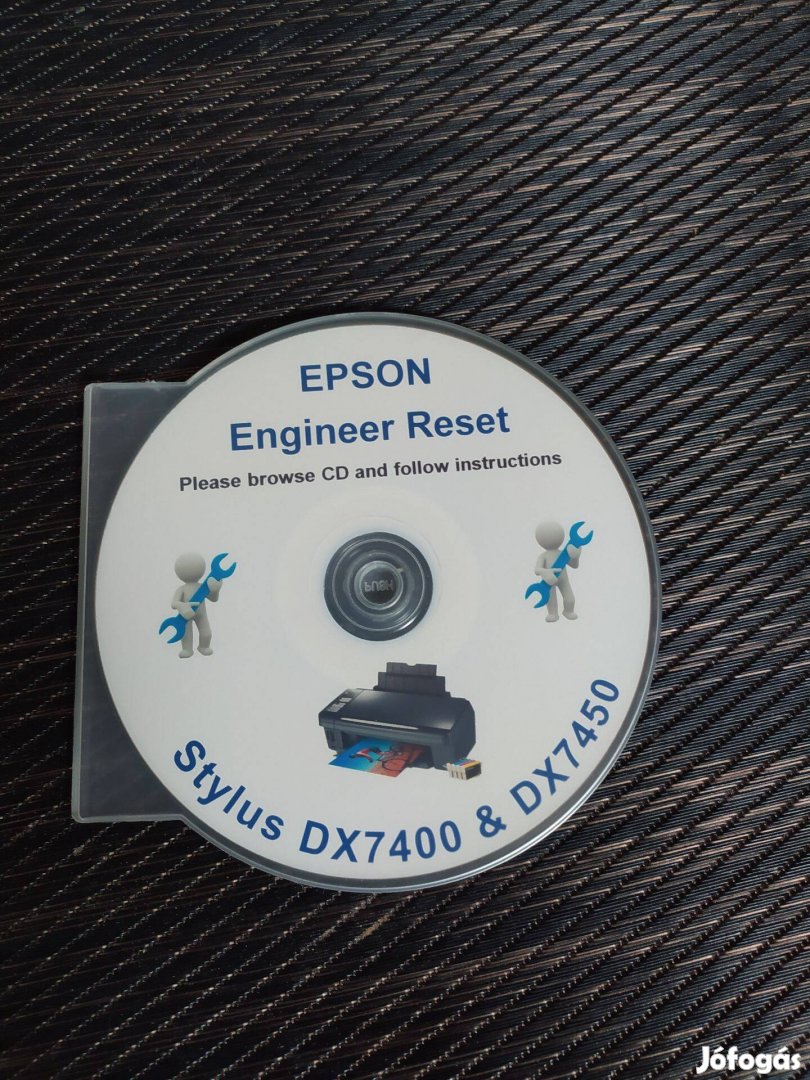 EPSON
Engineer Reset
Please browse CD and follow instructions
PUSH
Stylus DX7400 & DX7450
Jófogás